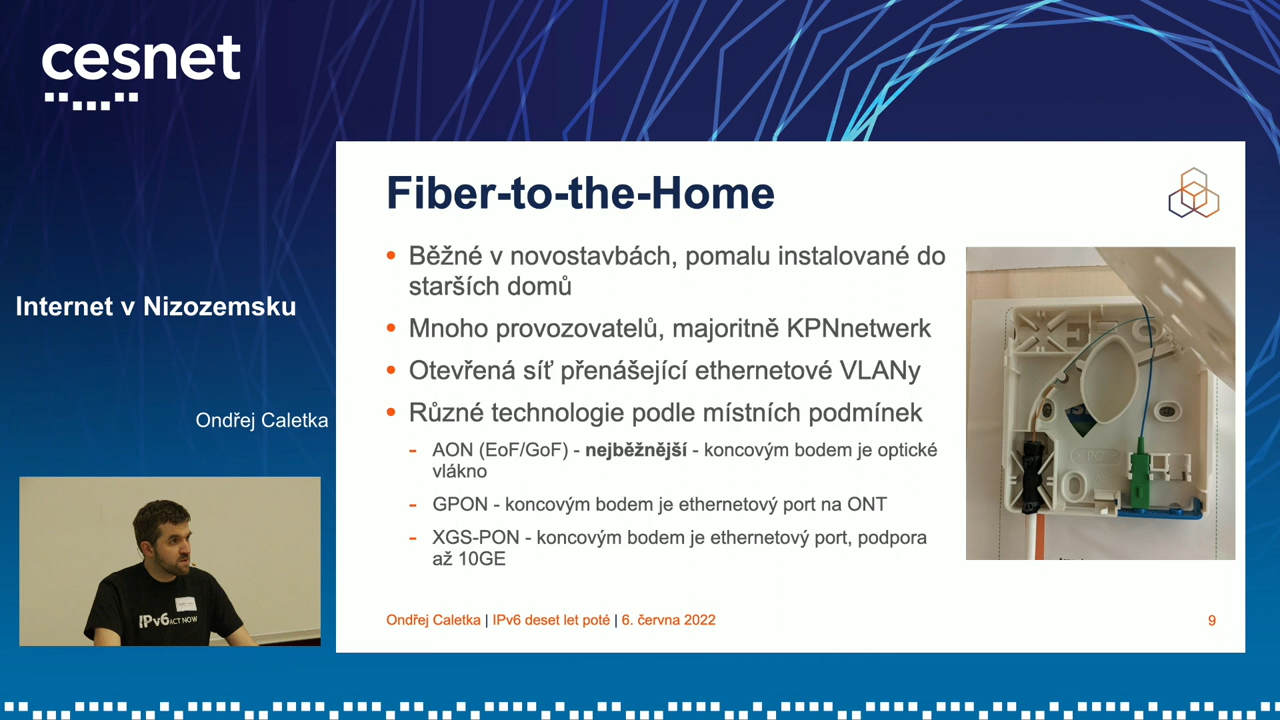 cesnet
Internet v Nizozemsku
Ondřej Caletka
IPv6 ACT NOW
Fiber-to-the-Home
• Běžné v novostavbách, pomalu instalované do
starších domů
• Mnoho provozovatelů, majoritně KPNnetwerk
• Otevřená síť přenášející ethernetové VLANy
• Různé technologie podle místních podmínek
- AON (EoF/GoF) - nejběžnější - koncovým bodem je optické
vlákno
- GPON - koncovým bodem je ethernetový port na ONT
- XGS-PON - koncovým bodem je ethernetový port, podpora
až 10GE
Ondřej Caletka | IPv6 deset let poté | 6. června 2022
9